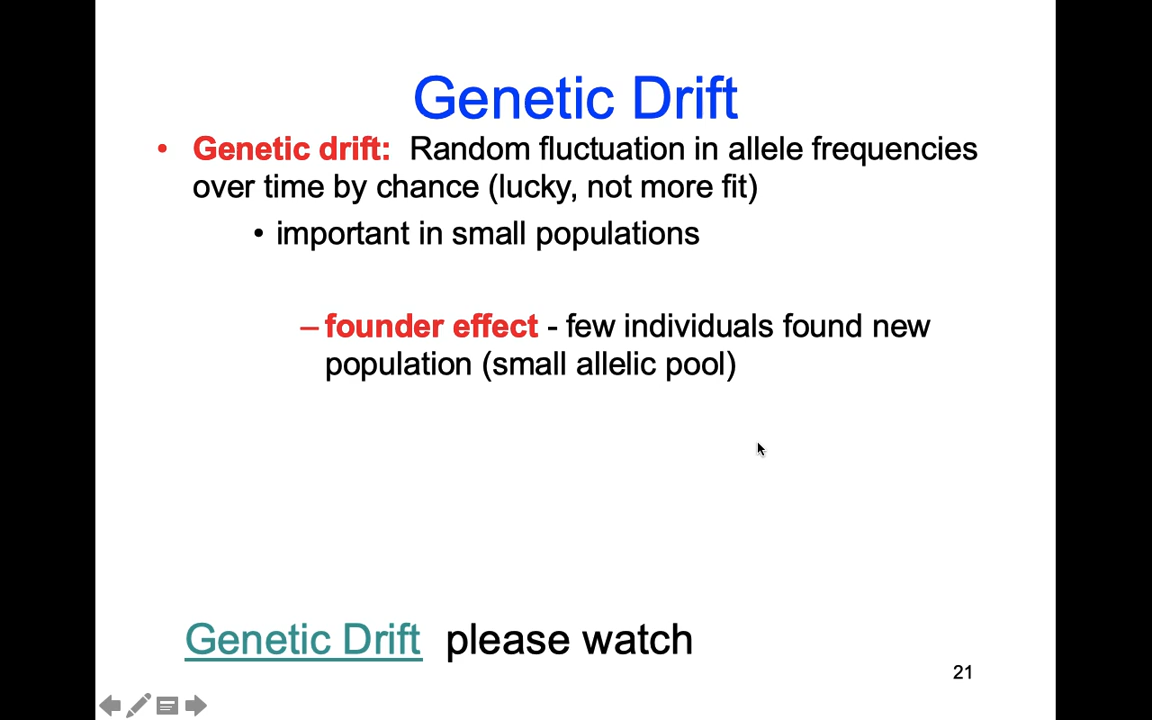 Genetic Drift
• Genetic drift: Random fluctuation in allele frequencies
over time by chance (lucky, not more fit)
• important in small populations
– founder effect - few individuals found new
population (small allelic pool)
Genetic Drift please watch
21